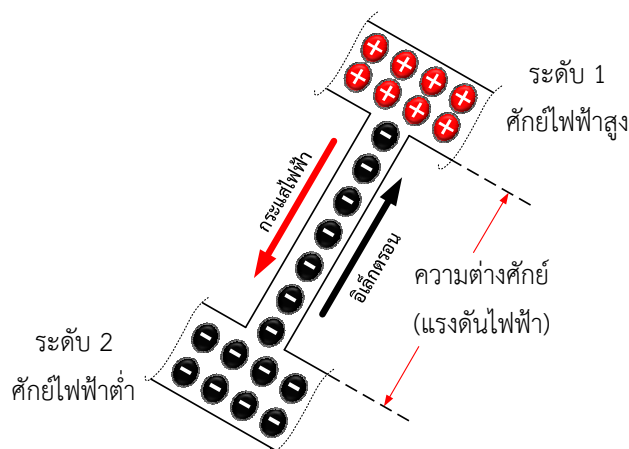 ระดับ 1
ศักย์ไฟฟ้าสูง
กระแสไฟฟ้า
อิเล็กตรอน
ความต่างศักย์
(แรงดันไฟฟ้า)
ระดับ 2
ศักย์ไฟฟ้าต่ำ